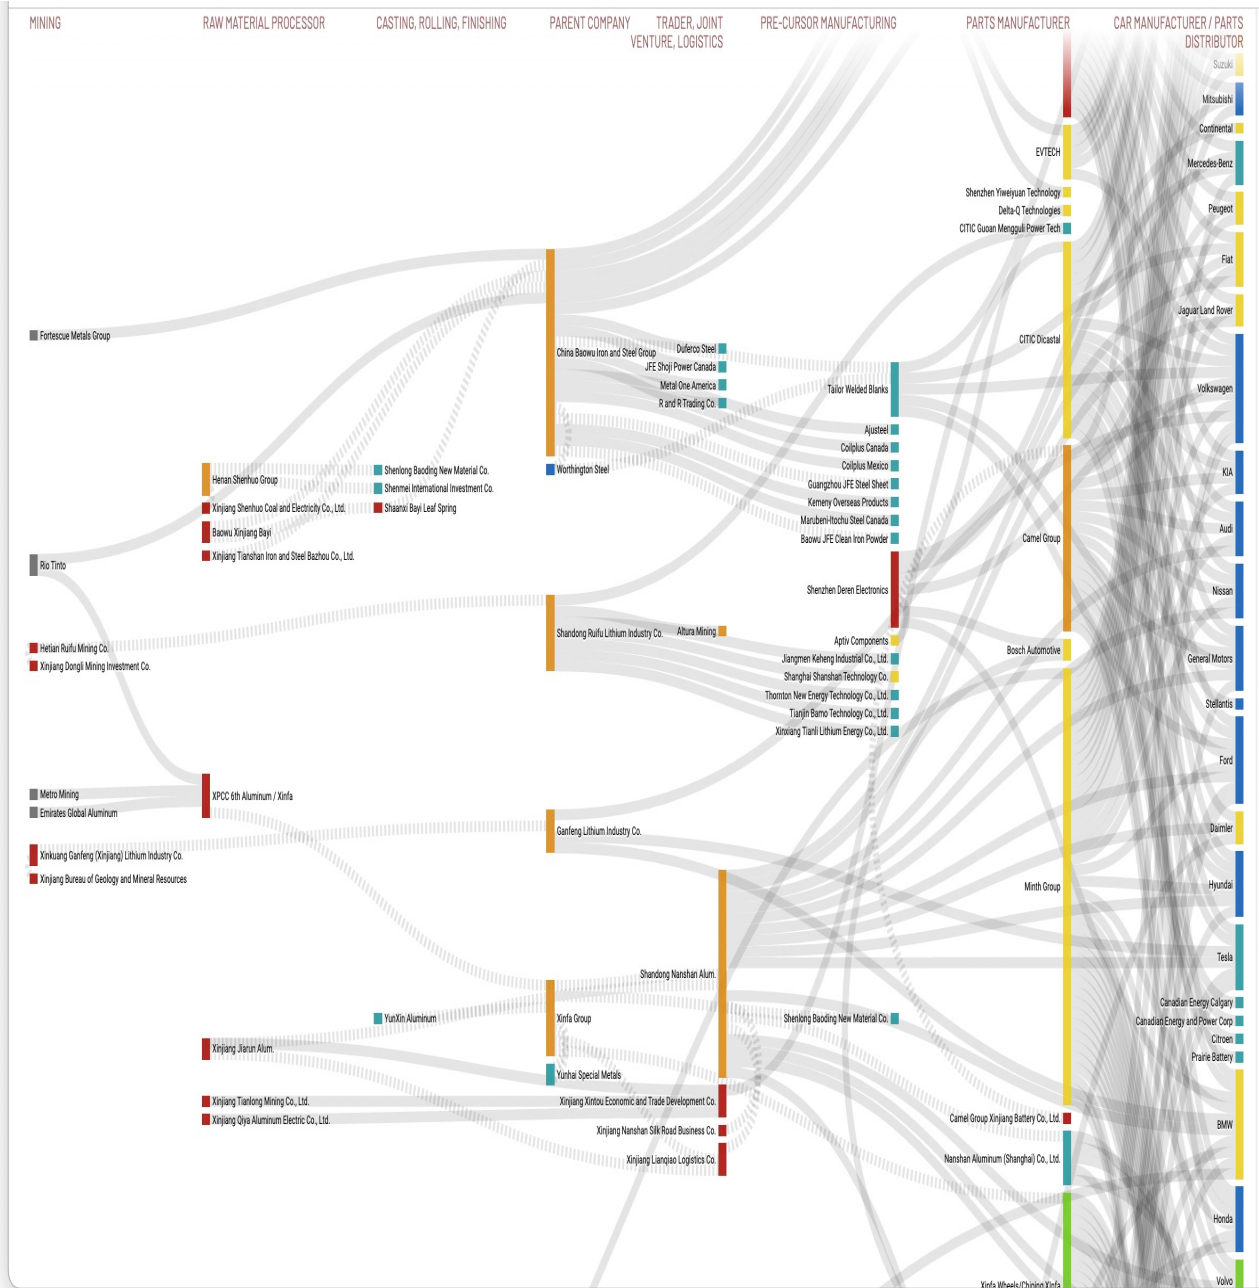 MINING
RAW MATERIAL PROCESSOR
CASTING, ROLLING, FINISHING
PARENT COMPANY
TRADER, JOINT
VENTURE, LOGISTICS
PRE-CURSOR MANUFACTURING
PARTS MANUFACTURER
CAR MANUFACTURER / PARTS
DISTRIBUTOR
Fortescue Metals Group
Rio Tinto
Hetian Ruifu Mining Co.
Xinjiang Dongli Mining Investment Co.
Metro Mining
Emirates Global Aluminum
Xinkuang Ganfeng (Xinjiang) Lithium Industry Co.
Xinjiang Bureau of Geology and Mineral Resources
Henan Shenhuo Group
Xinjiang Shenhuo Coal and Electricity Co., Ltd.
Baowu Xinjiang Bayi
Xinjiang Tianshan Iron and Steel Bazhou Co., Ltd.
XPCC 6th Aluminum / Xinfa
Xinjiang Jiarun Alum.
Xinjiang Tianlong Mining Co., Ltd.
Xinjiang Qiya Aluminum Electric Co., Ltd.
Shenlong Baoding New Material Co.
Shenmei International Investment Co.
Shaanxi Bayi Leaf Spring
YunXin Aluminum
China Baowu Iron and Steel Group
Worthington Steel
Shandong Ruifu Lithium Industry Co.
Ganfeng Lithium Industry Co.
Xinfa Group
Yunhai Special Metals
Duferco Steel
JFE Shoji Power Canada
Metal One America
R and R Trading Co.
Altura Mining
Shandong Nanshan Alum.
Xinjiang Xintou Economic and Trade Development Co.
Xinjiang Nanshan Silk Road Business Co.
Xinjiang Lianqiao Logistics Co.
Tailor Welded Blanks
Ajusteel
Coilplus Canada
Coilplus Mexico
Guangzhou JFE Steel Sheet
Kemeny Overseas Products
Marubeni-Itochu Steel Canada
Baowu JFE Clean Iron Powder
Shenzhen Deren Electronics
Aptiv Components
Jiangmen Keheng Industrial Co., Ltd.
Shanghai Shanshan Technology Co.
Thornton New Energy Technology Co., Ltd.
Tianjin Bamo Technology Co., Ltd.
Xinxiang Tianli Lithium Energy Co., Ltd.
Shenlong Baoding New Material Co.
EVTECH
Shenzhen Yiweiyuan Technology
Delta-Q Technologies
CITIC Guoan Mengguli Power Tech
CITIC Dicastal
Camel Group
Bosch Automotive
Minth Group
Camel Group Xinjiang Battery Co., Ltd.
Nanshan Aluminum (Shanghai) Co., Ltd.
Xinfa Wheels/Chiping Xinfa
Suzuki
Mitsubishi
Continental
Mercedes-Benz
Peugeot
Fiat
Jaguar Land Rover
Volkswagen
KIA
Audi
Nissan
General Motors
Stellantis
Ford
Daimler
Hyundai
Tesla
Canadian Energy Calgary
Canadian Energy and Power Corp
Citroen
Prairie Battery
BMW
Honda
Volvo